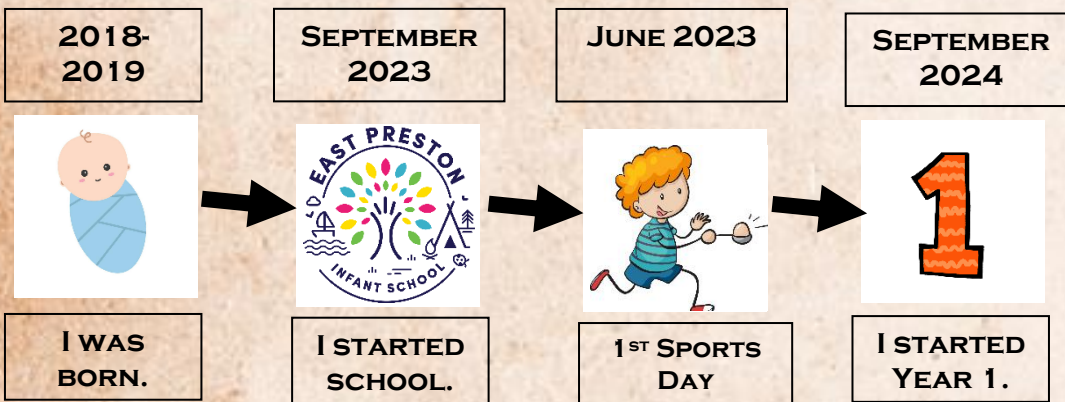 2018-
2019
SEPTEMBER
2023
JUNE 2023
SEPTEMBER
2024
EAST PRESTON
INFANT SCHOOL
1
I WAS
BORN.
I STARTED
SCHOOL.
1ST SPORTS
DAY
I STARTED
YEAR 1.